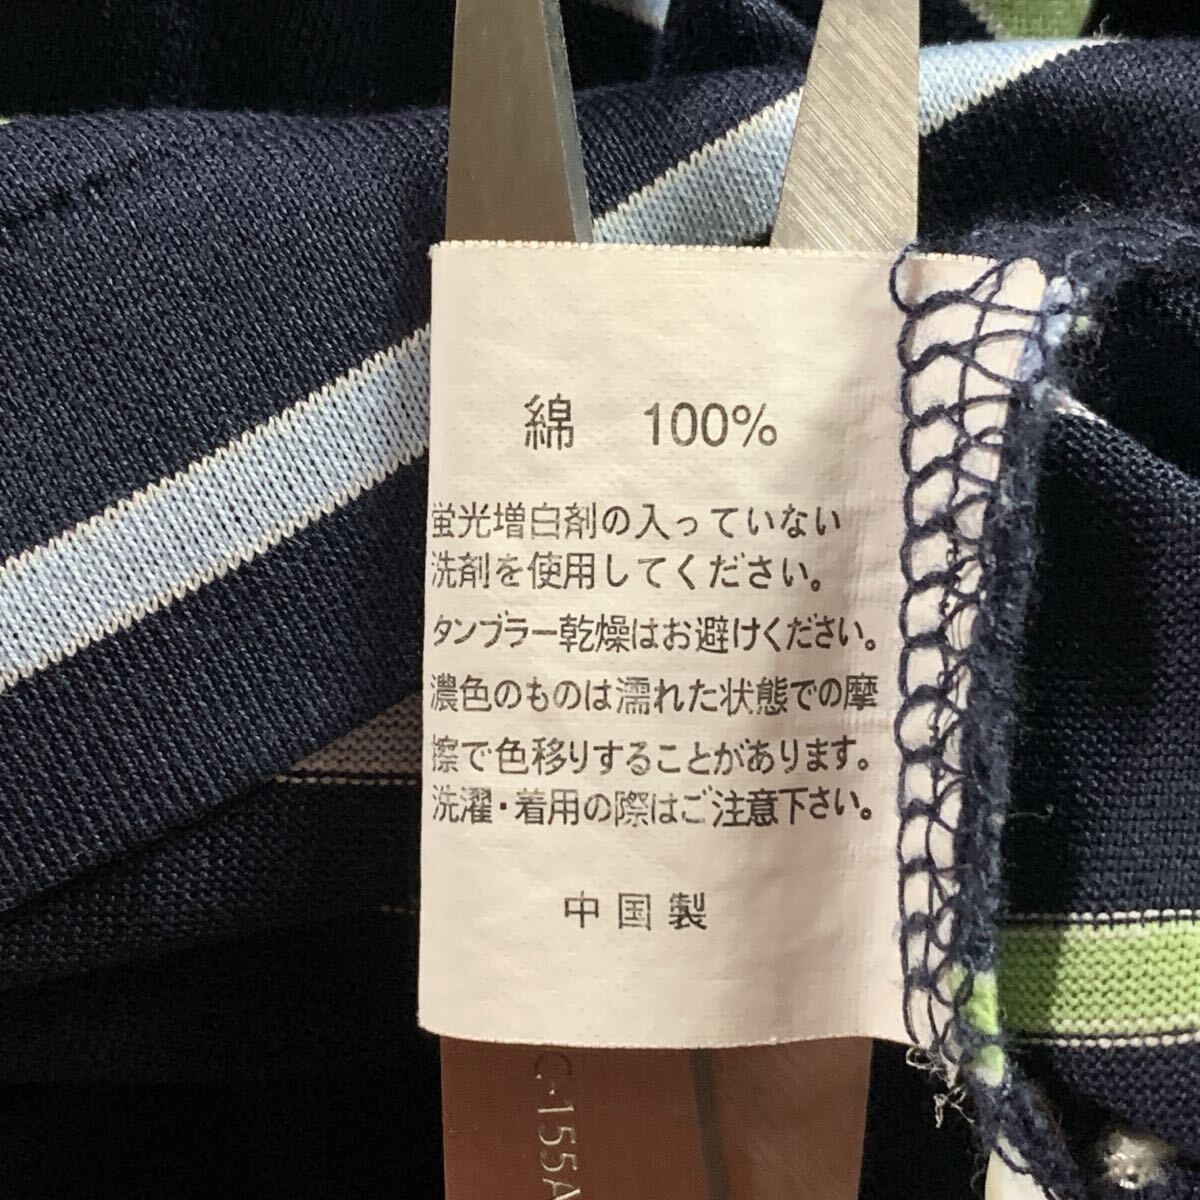 綿 100%
蛍光増白剤の入っていない
洗剤を使用してください。
タンブラー乾燥はお避けください。
濃色のものは濡れた状態での摩
擦で色移りすることがあります。
洗濯・着用の際はご注意下さい。
中国製
C-155A